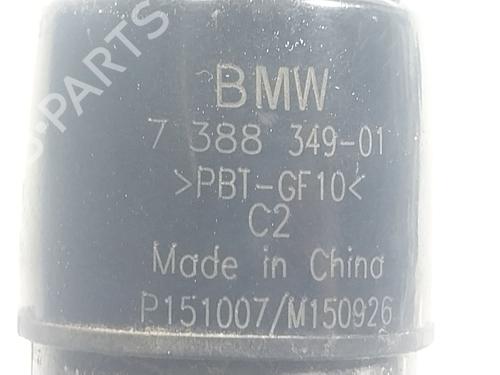 BMW
7 388 349-01
>PBT-GF10<
C2
Made in China
P151007/M150926